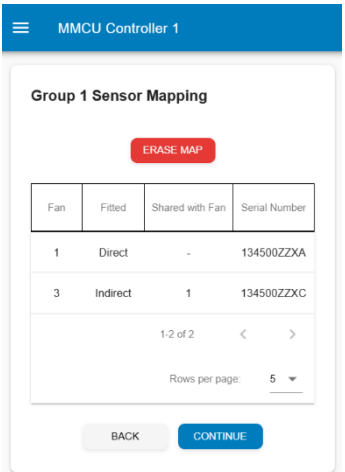 MMCU Controller 1
Group 1 Sensor Mapping
ERASE MAP
Fan Fitted Shared with Fan Serial Number
1 Direct - 134500ZZXA
3 Indirect 1 134500ZZXC
1-2 of 2
Rows per page: 5
BACK CONTINUE